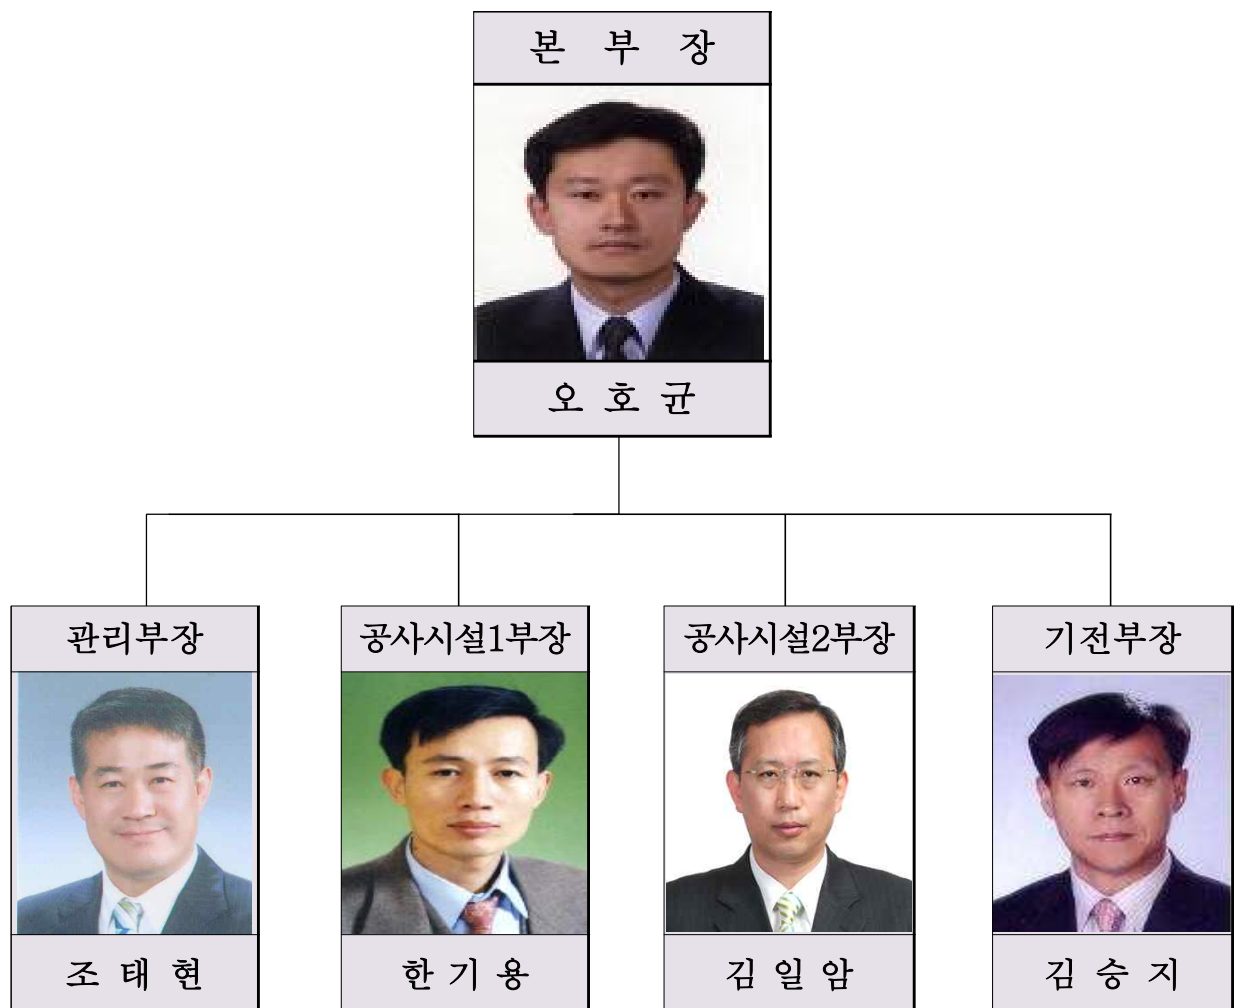 본 부 장
오 호 균
관리부장
공사시설1부장
공사시설2부장
기전부장
조 태 현
한 기 용
김 일 암
김 승 지